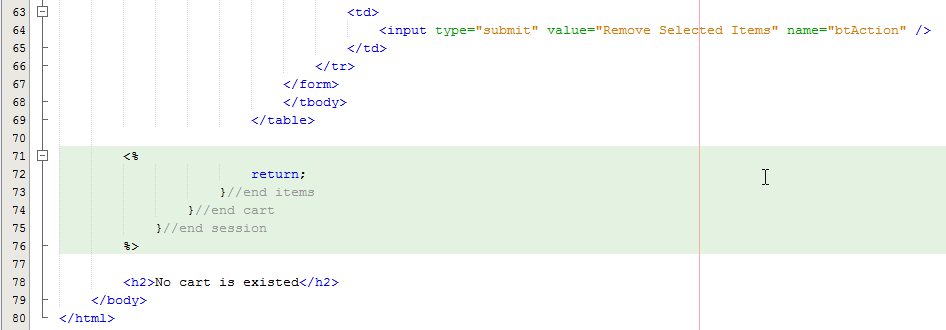 63 <td>
64 <input type="submit" value="Remove Selected Items" name="btAction" />
65 </td>
66 </tr>
67 </form>
68 </tbody>
69 </table>
70
71 <%
72 return;
73 }//end items
74 }//end cart
75 }//end session
76 %>
77
78 <h2>No cart is existed</h2>
79 </body>
80 </html>